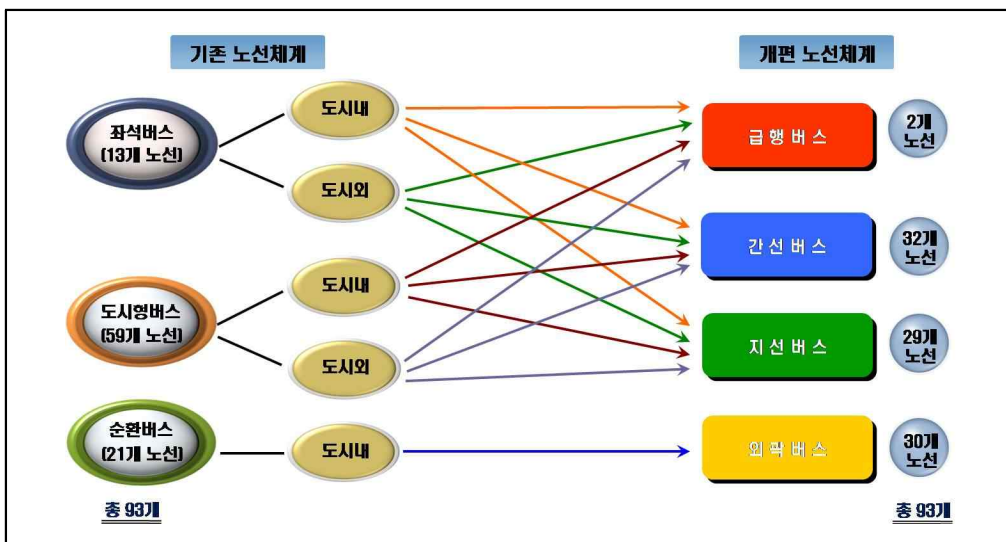 기존 노선체계
개편 노선체계
좌석버스
(13개 노선)
도시내
도시외
급행버스
2개
노선
간선버스
32개
노선
도시형버스
(59개 노선)
도시내
도시외
지선버스
29개
노선
순환버스
(21개 노선)
도시내
외곽버스
30개
노선
총 93개
총 93개